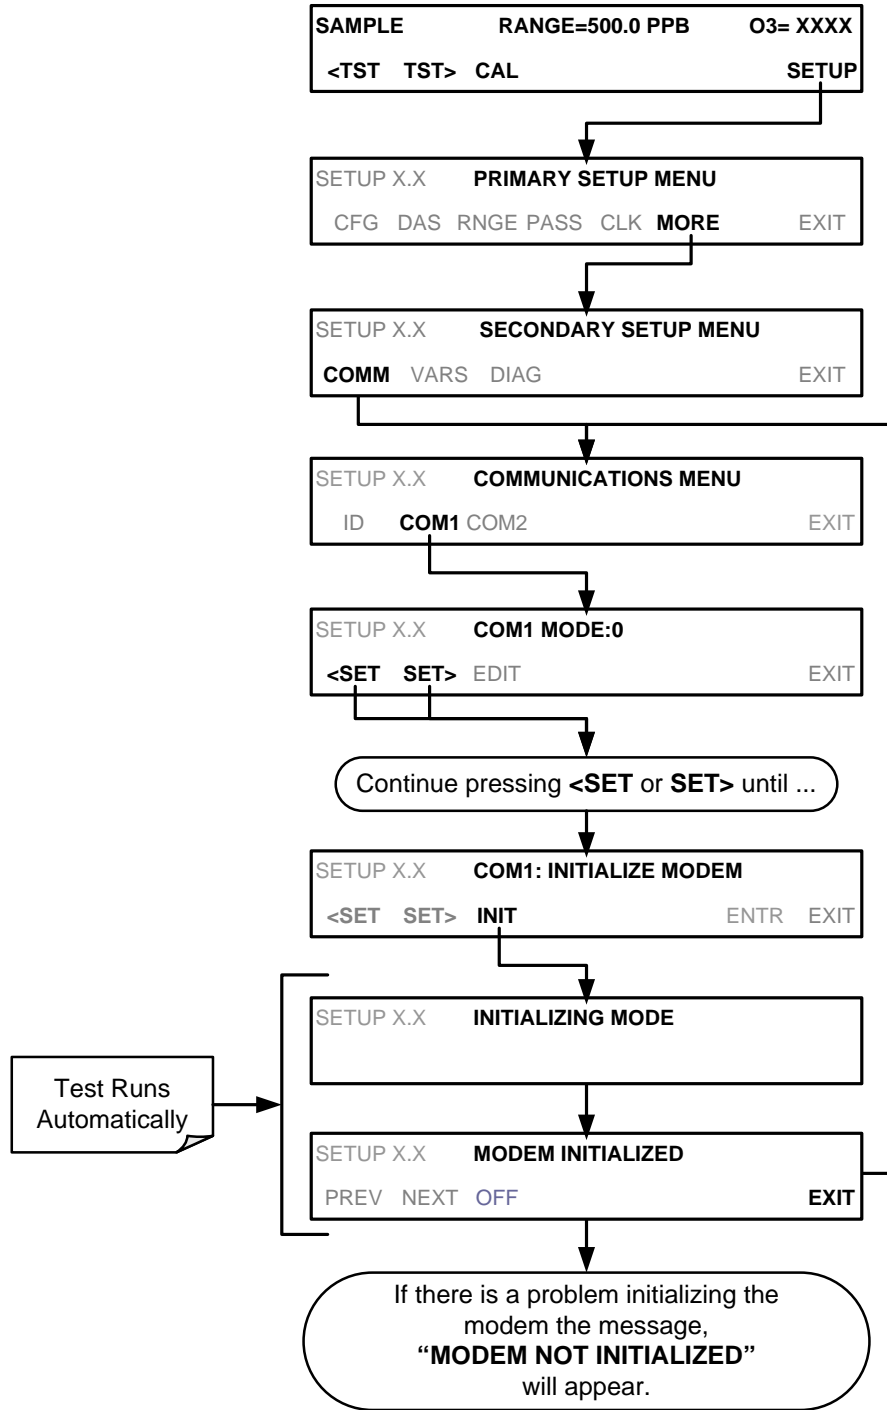 SAMPLE RANGE=500.0 PPB O3= XXXX
<TST TST> CAL SETUP
SETUP X.X PRIMARY SETUP MENU
CFG DAS RNGE PASS CLK MORE EXIT
SETUP X.X SECONDARY SETUP MENU
COMM VARS DIAG EXIT
SETUP X.X COMMUNICATIONS MENU
ID COM1 COM2 EXIT
SETUP X.X COM1 MODE:0
<SET SET> EDIT EXIT
Continue pressing <SET or SET> until ...
SETUP X.X COM1: INITIALIZE MODEM
<SET SET> INIT ENTR EXIT
SETUP X.X INITIALIZING MODE
Test Runs
Automatically
SETUP X.X MODEM INITIALIZED
PREV NEXT OFF EXIT
If there is a problem initializing the
modem the message,
“MODEM NOT INITIALIZED”
will appear.